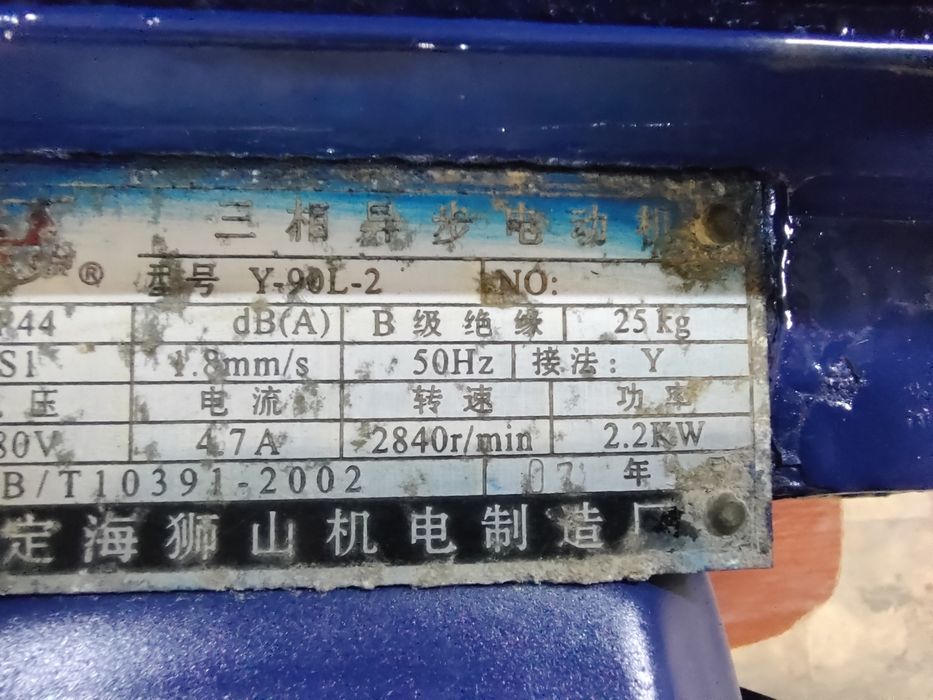 三相异步电动机
® 型号 Y-90L-2 NO:
44 dB(A) B级绝缘 25kg
S1 1.8mm/s 50Hz 接法: Y
压 电流 转速 功率
80V 4.7A 2840r/min 2.2KW
B/T10391-2002 07 年
定海狮山机电制造厂